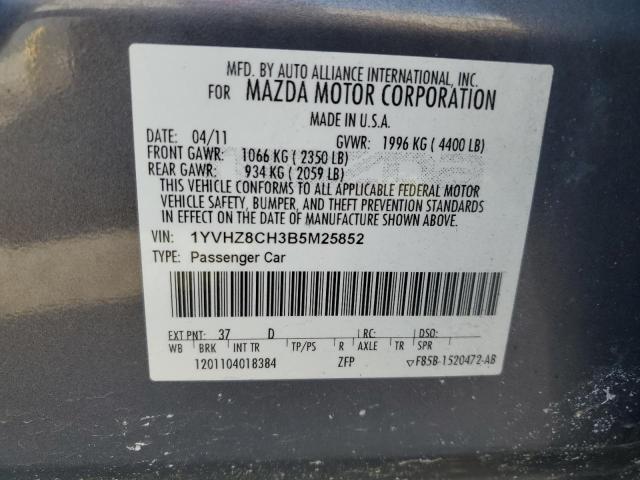 MFD. BY AUTO ALLIANCE INTERNATIONAL, INC.
FOR MAZDA MOTOR CORPORATION
MADE IN U.S.A.
DATE: 04/11 GVWR: 1996 KG ( 4400 LB)
FRONT GAWR: 1066 KG ( 2350 LB)
REAR GAWR: 934 KG ( 2059 LB)
THIS VEHICLE CONFORMS TO ALL APPLICABLE FEDERAL MOTOR
VEHICLE SAFETY, BUMPER, AND THEFT PREVENTION STANDARDS
IN EFFECT ON THE DATE OF MANUFACTURE SHOWN ABOVE.
VIN: 1YVHZ8CH3B5M25852
TYPE: Passenger Car
EXT PNT: 37 D RC: DSO:
WB BRK INT TR TP/PS R AXLE TR SPR
1201104018384 ZFP F85B-1520472-AB